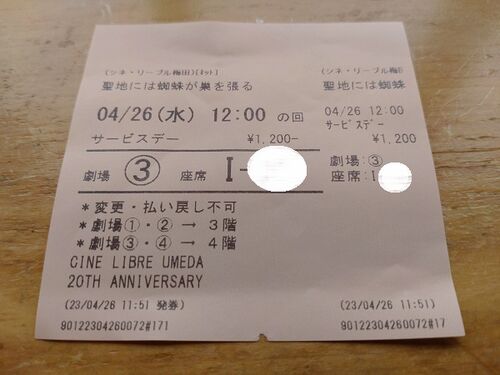 (シネ・リーブル梅田)[ﾈｯﾄ]
聖地には蜘蛛が巣を張る
04/26(水) 12:00 の回
サービスデー ¥1,200-
劇場 ③ 座席 I-
*変更・払い戻し不可
*劇場①・② → 3階
*劇場③・④ → 4階
CINE LIBRE UMEDA
20TH ANNIVERSARY
(23/04/26 11:51 発券)
90122304260072#171
(シネ・リーブル梅田
聖地には蜘蛛
04/26 12:00
ｻｰﾋﾞｽﾃﾞｰ
¥1,200
劇場:③
座席:I
(23/04/26 11:51)
90122304260072#17